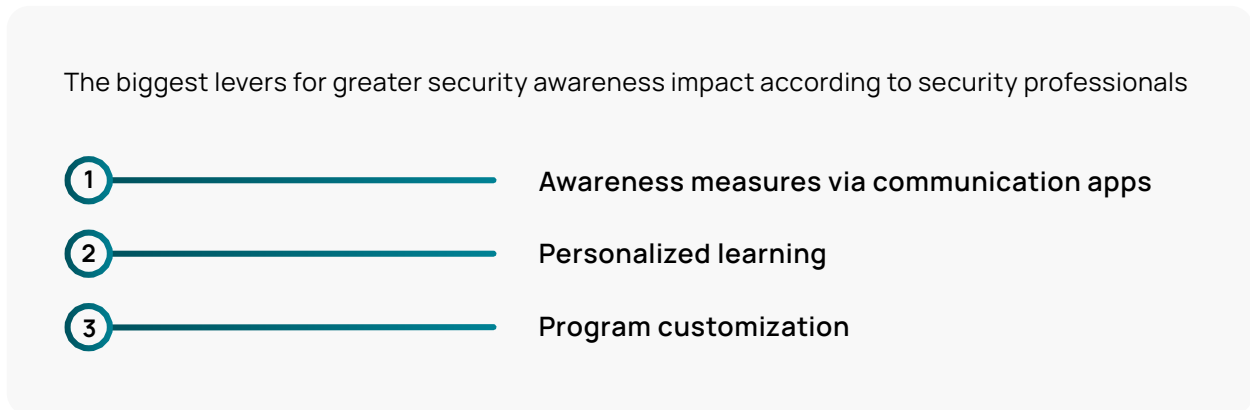 The biggest levers for greater security awareness impact according to security professionals
1 Awareness measures via communication apps
2 Personalized learning
3 Program customization